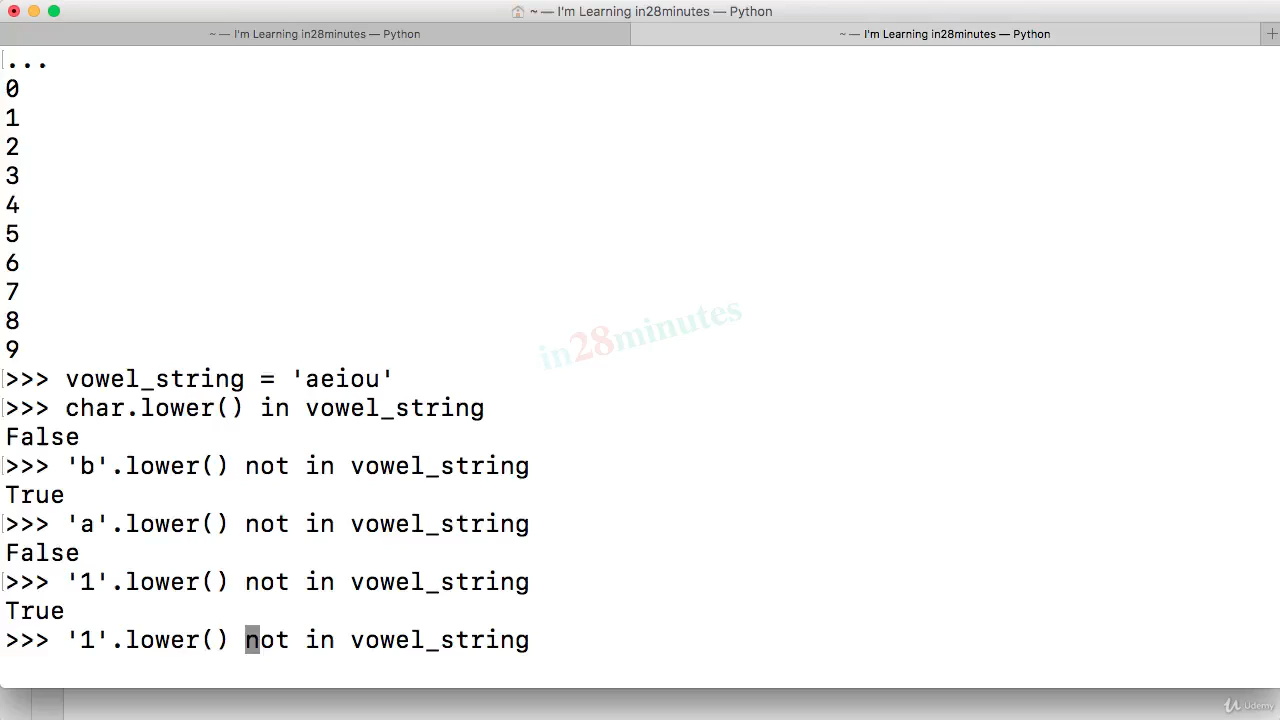 ~ — I'm Learning in28minutes — Python
~ — I'm Learning in28minutes — Python
~ — I'm Learning in28minutes — Python
...
0
1
2
3
4
5
6
7
8
9
>>> vowel_string = 'aeiou'
>>> char.lower() in vowel_string
False
>>> 'b'.lower() not in vowel_string
True
>>> 'a'.lower() not in vowel_string
False
>>> '1'.lower() not in vowel_string
True
>>> '1'.lower() not in vowel_string
in28minutes
Udemy